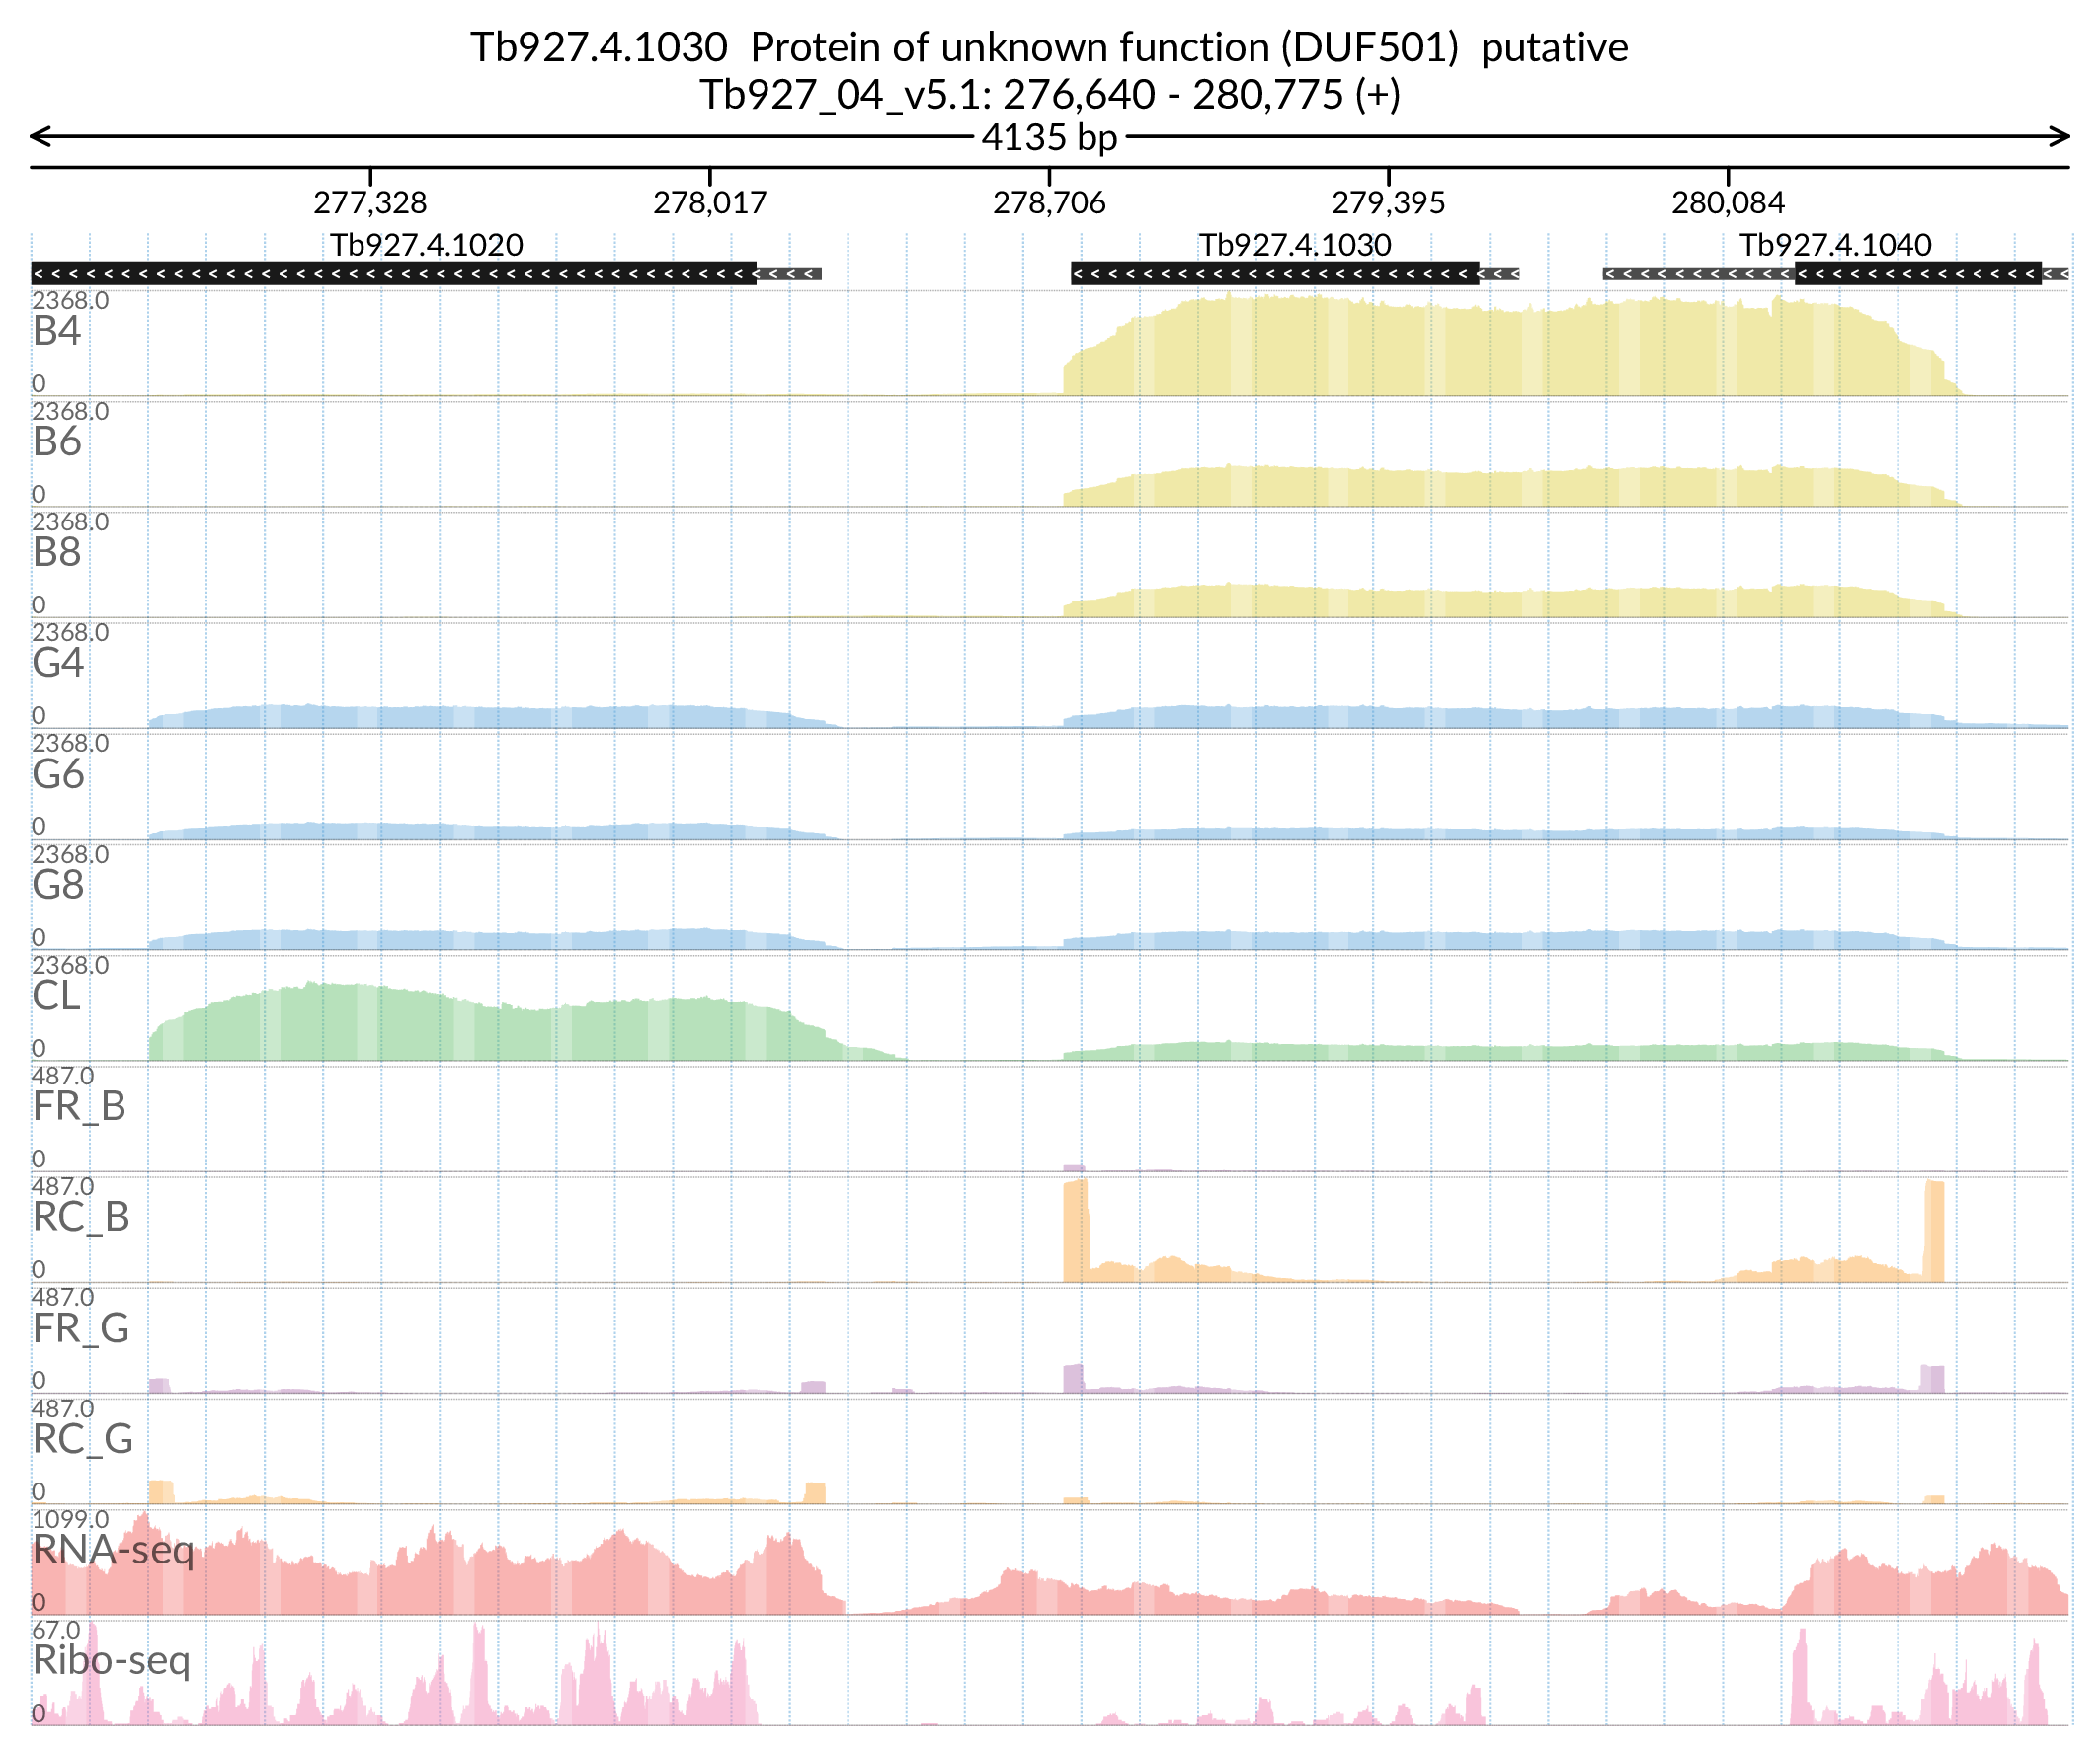 Tb927.4.1030  Protein of unknown function (DUF501)  putative
Tb927_04_v5.1: 276,640 - 280,775 (+)
4135 bp
277,328 278,017 278,706 279,395 280,084
Tb927.4.1020 Tb927.4.1030 Tb927.4.1040
2368.0
B4
0
2368.0
B6
0
2368.0
B8
0
2368.0
G4
0
2368.0
G6
0
2368.0
G8
0
2368.0
CL
0
487.0
FR_B
0
487.0
RC_B
0
487.0
FR_G
0
487.0
RC_G
0
1099.0
RNA-seq
0
67.0
Ribo-seq
0